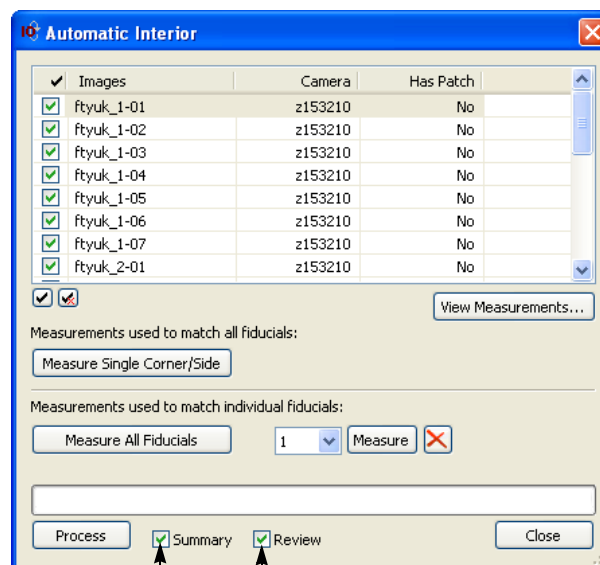 Automatic Interior
Images Camera Has Patch
ftyuk_1-01 z153210 No
ftyuk_1-02 z153210 No
ftyuk_1-03 z153210 No
ftyuk_1-04 z153210 No
ftyuk_1-05 z153210 No
ftyuk_1-06 z153210 No
ftyuk_1-07 z153210 No
ftyuk_2-01 z153210 No
View Measurements...
Measurements used to match all fiducials:
Measure Single Corner/Side
Measurements used to match individual fiducials:
Measure All Fiducials 1 Measure
Process Summary Review Close